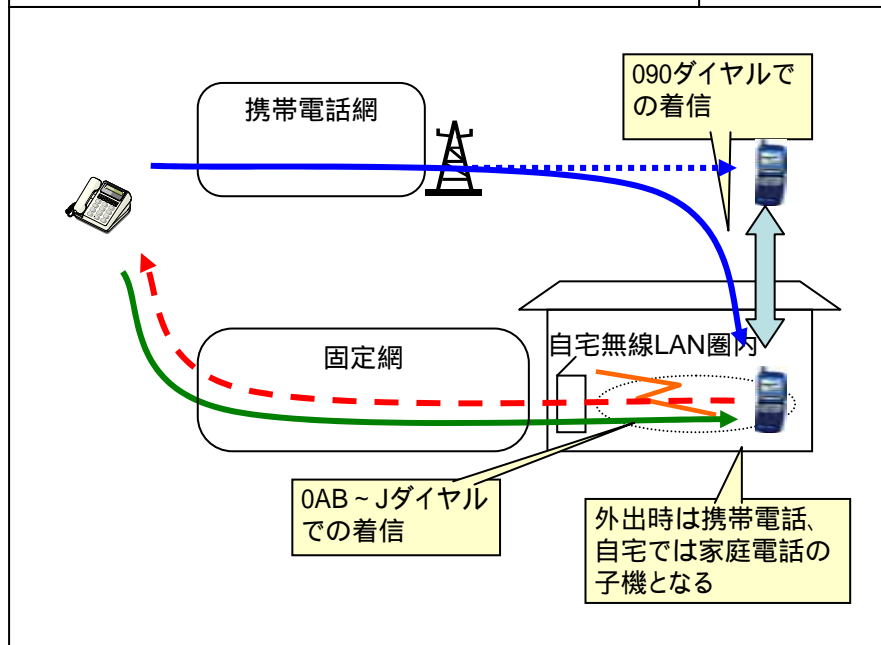 携帯電話網
090ダイヤルで
の着信
固定網
自宅無線LAN圏内
0AB~Jダイヤル
での着信
外出時は携帯電話、
自宅では家庭電話の
子機となる